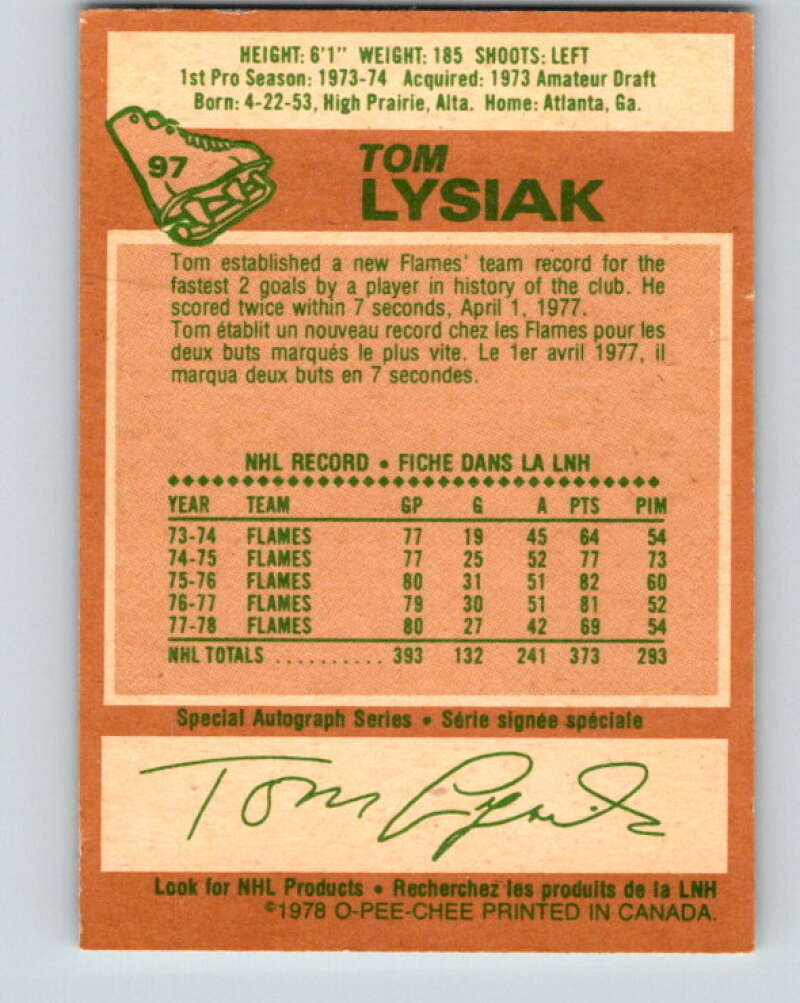 HEIGHT: 6'1" WEIGHT: 185 SHOOTS: LEFT
1st Pro Season: 1973-74 Acquired: 1973 Amateur Draft
Born: 4-22-53, High Prairie, Alta. Home: Atlanta, Ga.
97
TOM
LYSIAK
Tom established a new Flames' team record for the
fastest 2 goals by a player in history of the club. He
scored twice within 7 seconds, April 1, 1977.
Tom établit un nouveau record chez les Flames pour les
deux buts marqués le plus vite. Le 1er avril 1977, il
marqua deux buts en 7 secondes.
NHL RECORD • FICHE DANS LA LNH
YEAR TEAM GP G A PTS PIM
73-74 FLAMES 77 19 45 64 54
74-75 FLAMES 77 25 52 77 73
75-76 FLAMES 80 31 51 82 60
76-77 FLAMES 79 30 51 81 52
77-78 FLAMES 80 27 42 69 54
NHL TOTALS .......... 393 132 241 373 293
Special Autograph Series • Série signée spéciale
Tom Lysiak
Look for NHL Products • Recherchez les produits de la LNH
©1978 O-PEE-CHEE PRINTED IN CANADA.